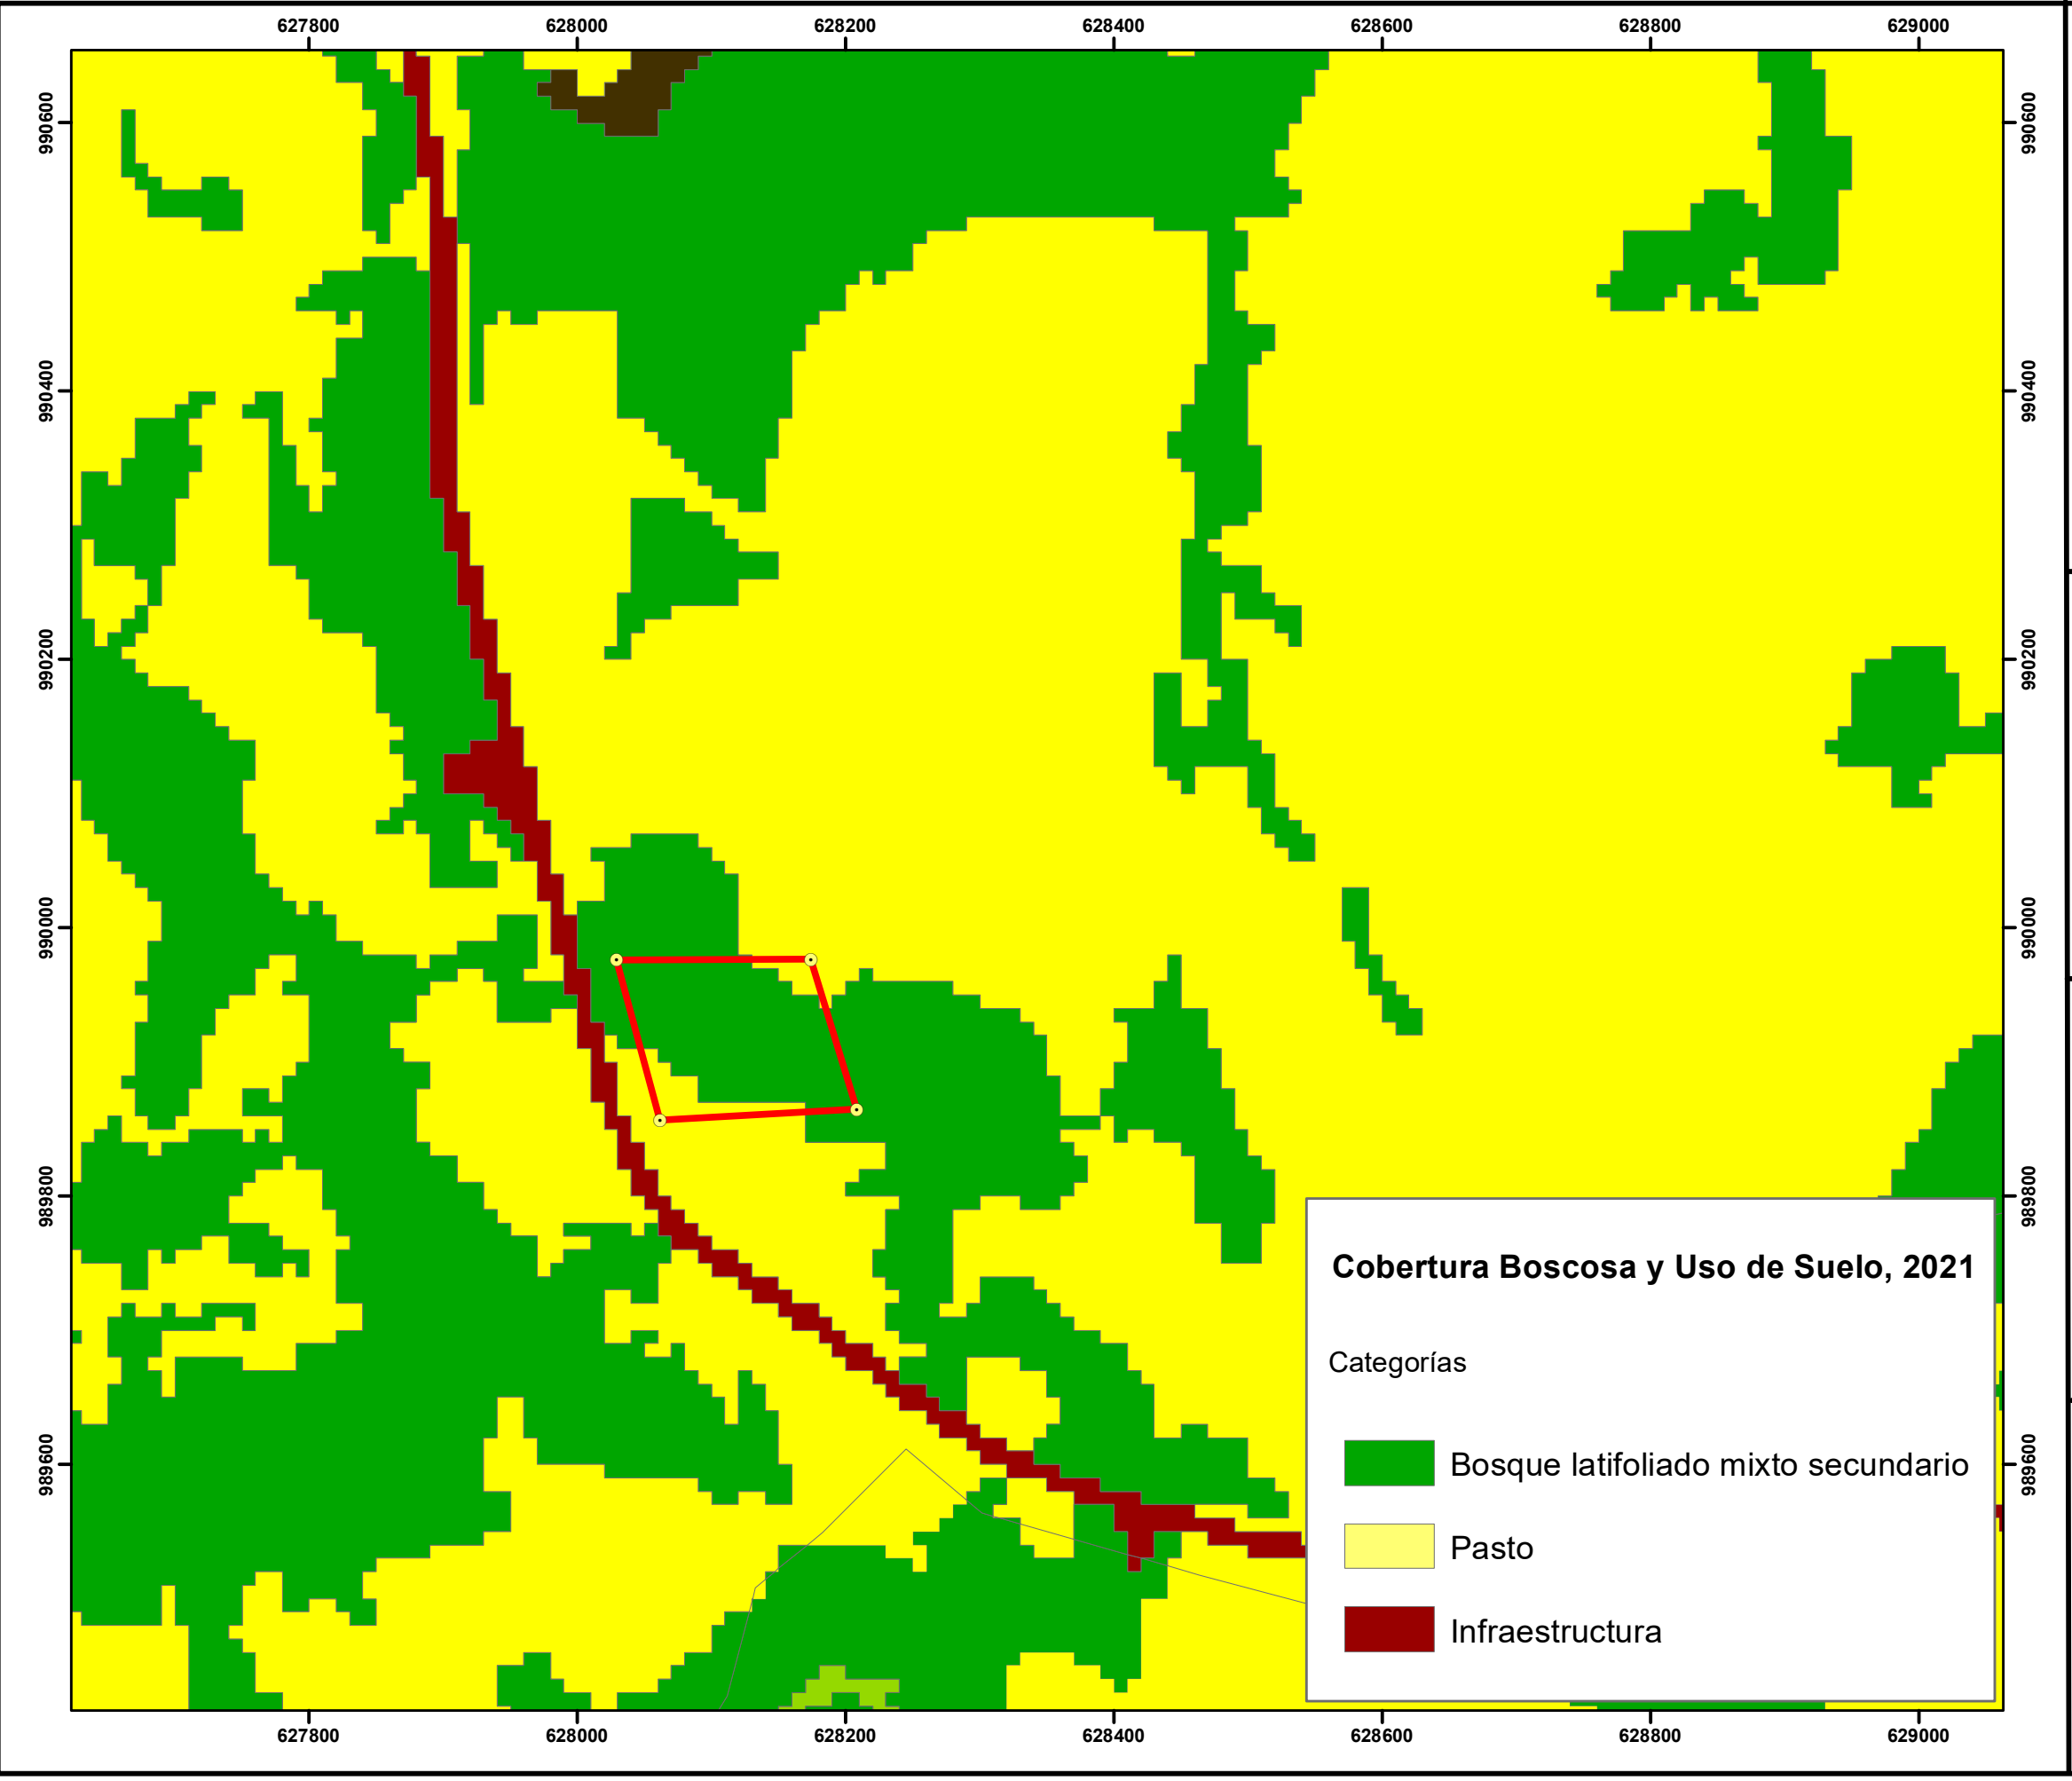 627800 628000 628200 628400 628600 628800 629000
990600 990600
990400 990400
990200 990200
990000 990000
989800 989800
989600 989600
Cobertura Boscosa y Uso de Suelo, 2021
Categorías
Bosque latifoliado mixto secundario
Pasto
Infraestructura
627800 628000 628200 628400 628600 628800 629000